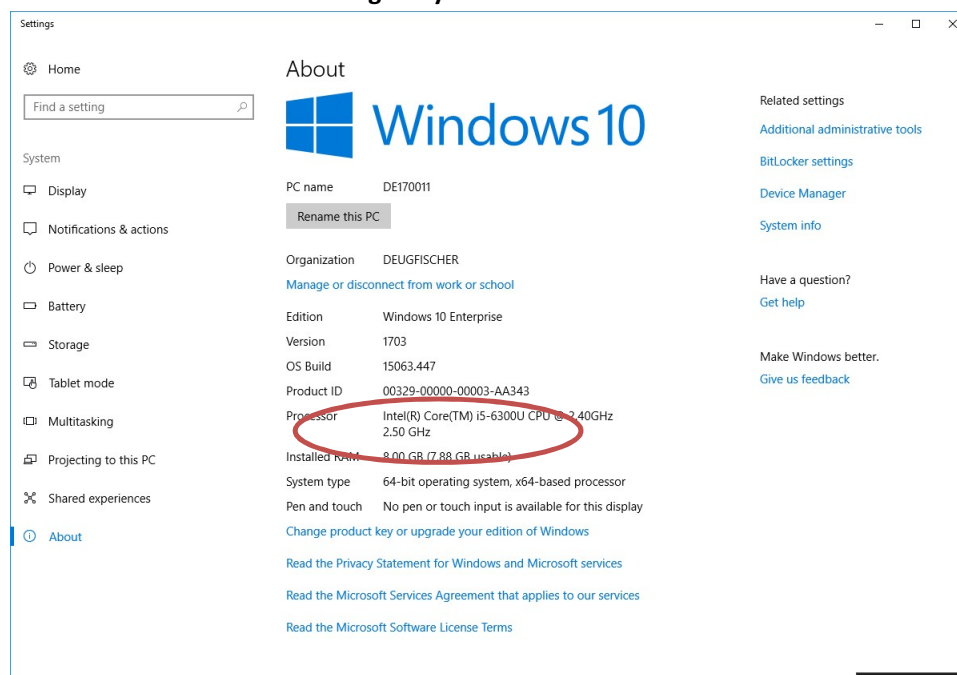 Settings
Home
Find a setting
System
Display
Notifications & actions
Power & sleep
Battery
Storage
Tablet mode
Multitasking
Projecting to this PC
Shared experiences
About
About
Windows 10
PC name DE170011
Rename this PC
Organization DEUGFISCHER
Manage or disconnect from work or school
Edition Windows 10 Enterprise
Version 1703
OS Build 15063.447
Product ID 00329-00000-00003-AA343
Processor Intel(R) Core(TM) i5-6300U CPU @ 2.40GHz
2.50 GHz
Installed RAM 8.00 GB (7.88 GB usable)
System type 64-bit operating system, x64-based processor
Pen and touch No pen or touch input is available for this display
Change product key or upgrade your edition of Windows
Read the Privacy Statement for Windows and Microsoft services
Read the Microsoft Services Agreement that applies to our services
Read the Microsoft Software License Terms
Related settings
Additional administrative tools
BitLocker settings
Device Manager
System info
Have a question?
Get help
Make Windows better.
Give us feedback